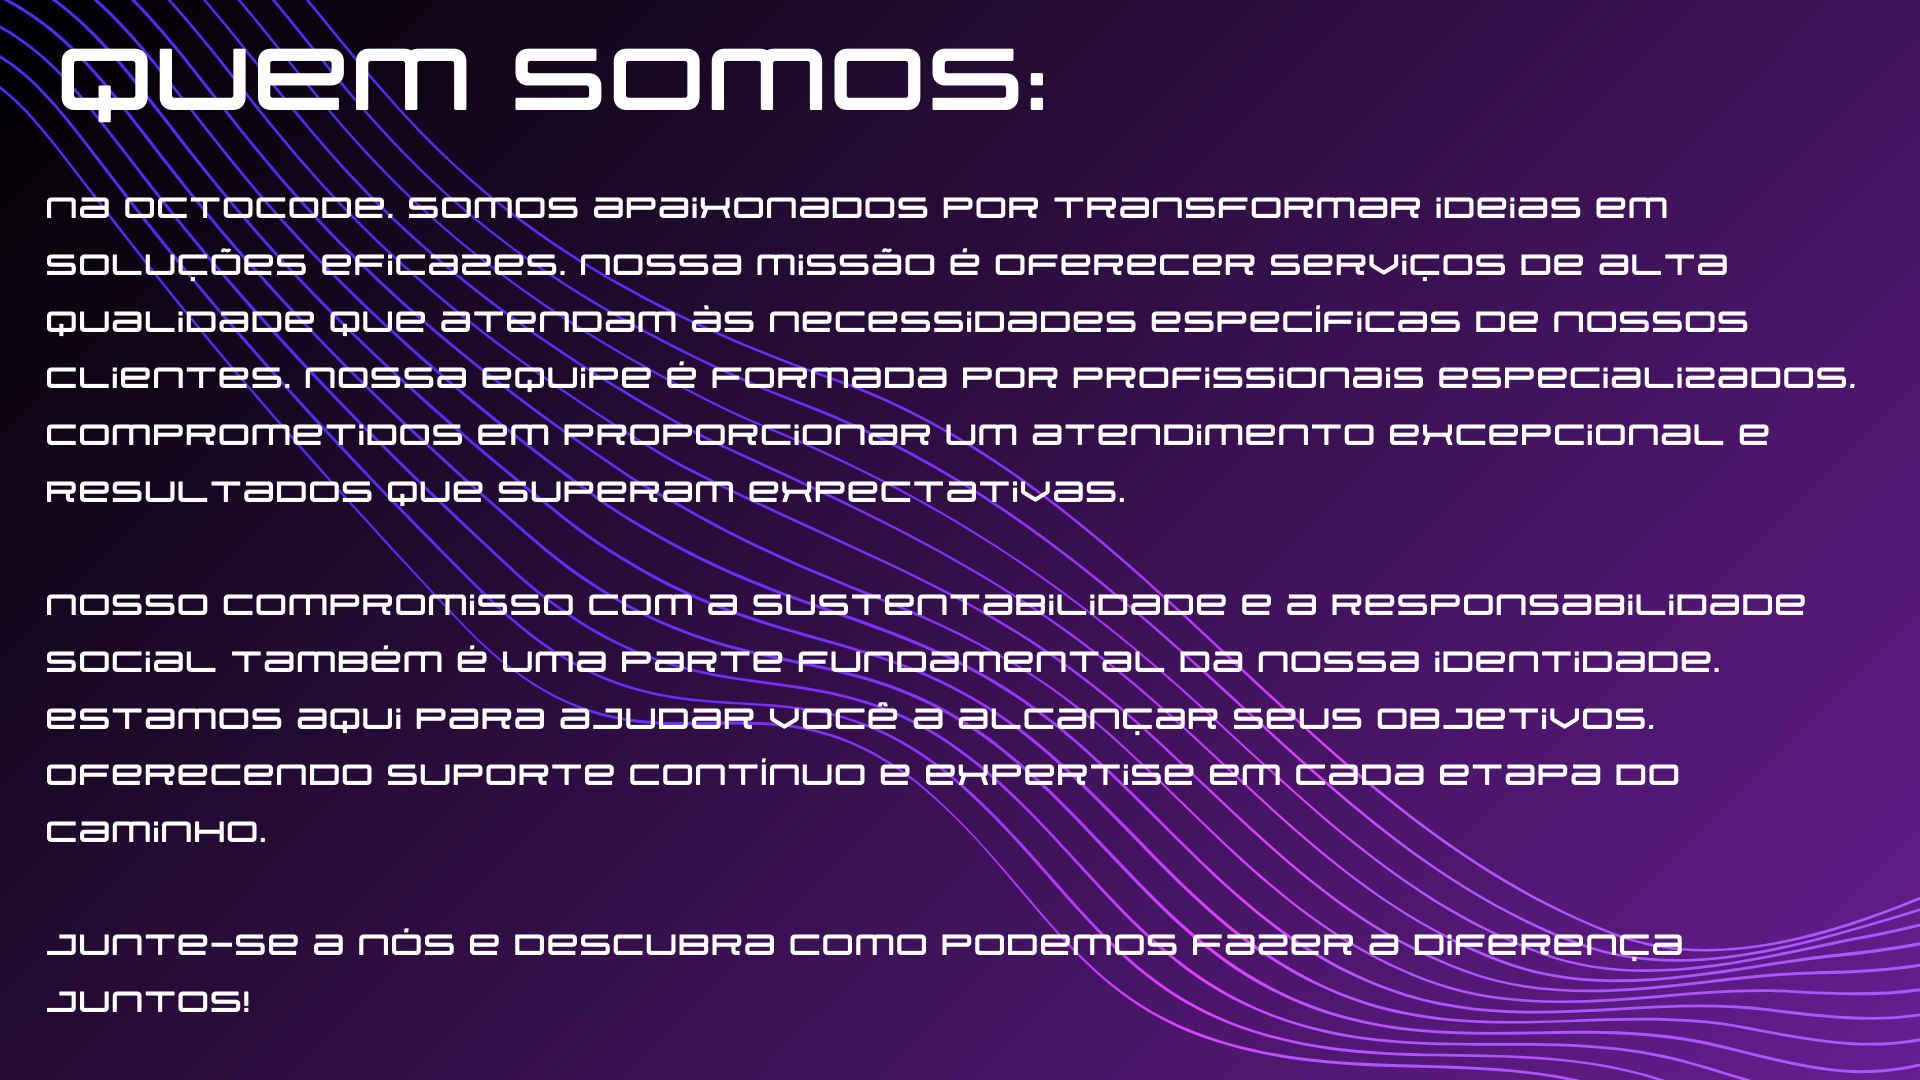 QUEM SOMOS:
NA OCTOCODE, SOMOS APAIXONADOS POR TRANSFORMAR IDEIAS EM
SOLUÇÕES EFICAZES. NOSSA MISSÃO É OFERECER SERVIÇOS DE ALTA
QUALIDADE QUE ATENDAM ÀS NECESSIDADES ESPECÍFICAS DE NOSSOS
CLIENTES. NOSSA EQUIPE É FORMADA POR PROFISSIONAIS ESPECIALIZADOS,
COMPROMETIDOS EM PROPORCIONAR UM ATENDIMENTO EXCEPCIONAL E
RESULTADOS QUE SUPERAM EXPECTATIVAS.
NOSSO COMPROMISSO COM A SUSTENTABILIDADE E A RESPONSABILIDADE
SOCIAL TAMBÉM É UMA PARTE FUNDAMENTAL DA NOSSA IDENTIDADE.
ESTAMOS AQUI PARA AJUDAR VOCÊ A ALCANÇAR SEUS OBJETIVOS,
OFERECENDO SUPORTE CONTÍNUO E EXPERTISE EM CADA ETAPA DO
CAMINHO.
JUNTE-SE A NÓS E DESCUBRA COMO PODEMOS FAZER A DIFERENÇA
JUNTOS!